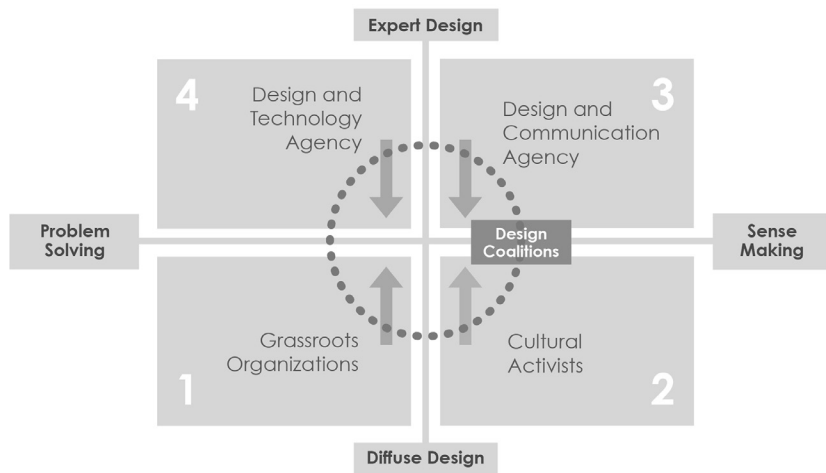 Expert Design
4
Design and
Technology
Agency
3
Design and
Communication
Agency
Problem
Solving
Design
Coalitions
Sense
Making
Grassroots
Organizations
1
Cultural
Activists
2
Diffuse Design